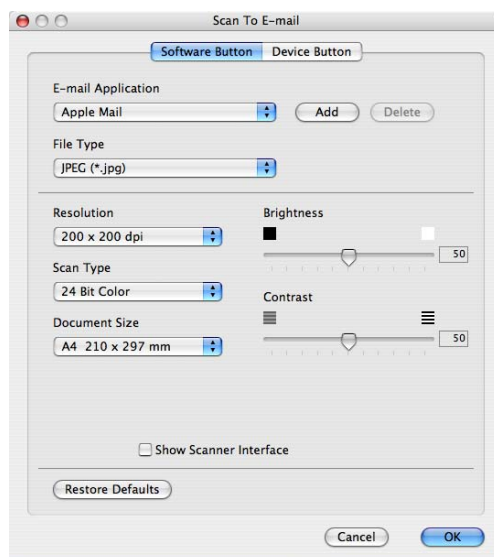 Scan To E-mail
Software Button Device Button
E-mail Application
Apple Mail Add Delete
File Type
JPEG (*.jpg)
Resolution Brightness
200 x 200 dpi
50
Scan Type
24 Bit Color
Contrast
Document Size
A4 210 x 297 mm
50
Show Scanner Interface
Restore Defaults
Cancel OK